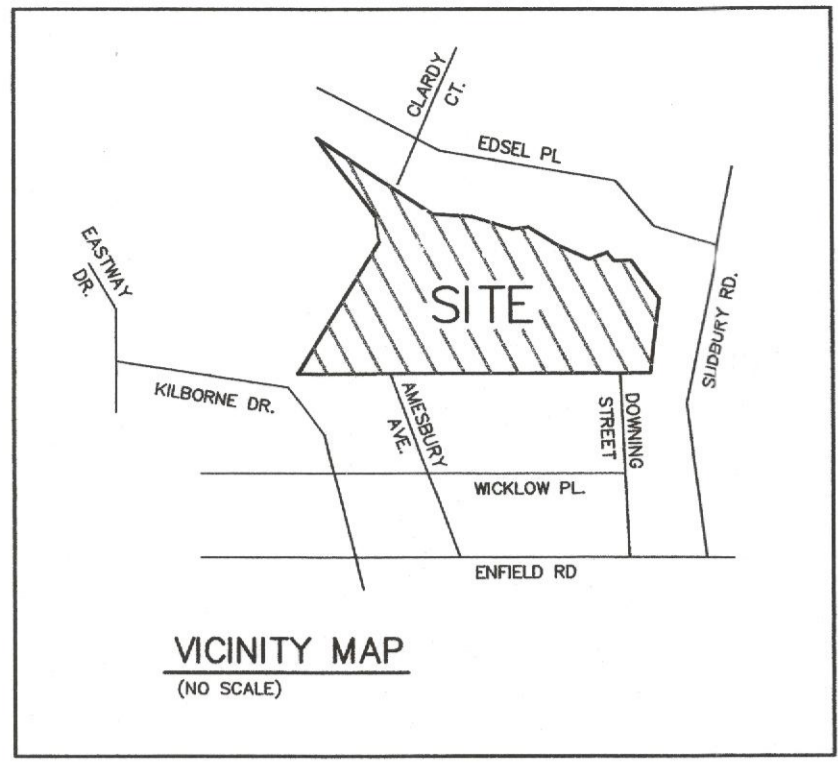 CLARDY
CT.
EDSEL PL
EASTWAY
DR.
SITE
SUDBURY RD.
KILBORNE DR.
AMESBURY
AVE.
STREET
DOWNING
WICKLOW PL.
ENFIELD RD
VICINITY MAP
(NO SCALE)